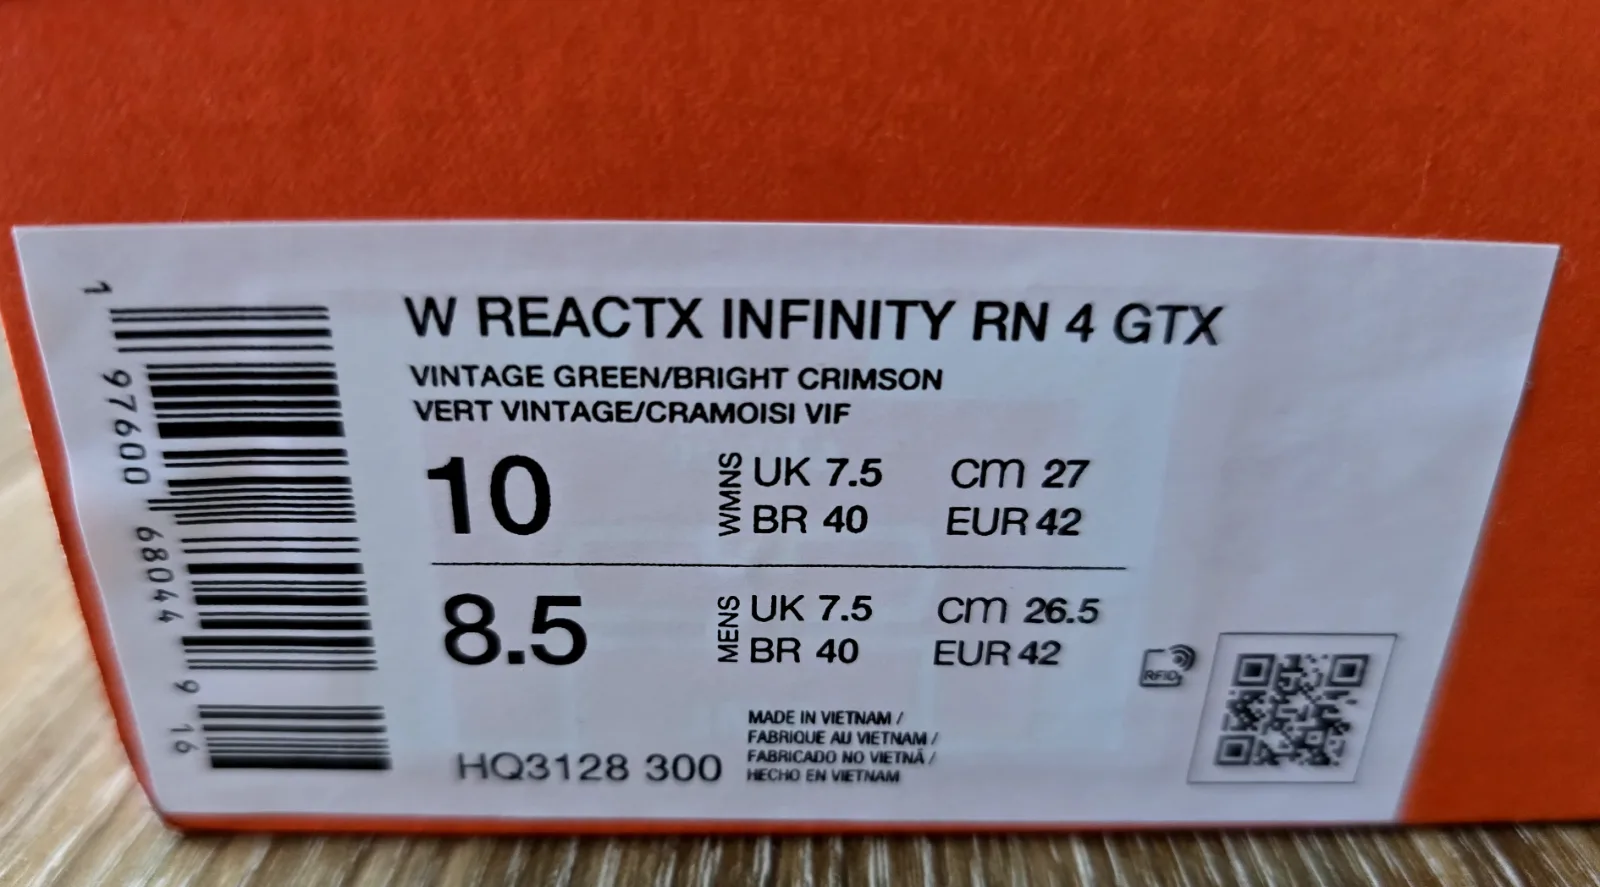 W REACTX INFINITY RN 4 GTX
VINTAGE GREEN/BRIGHT CRIMSON
VERT VINTAGE/CRAMOISI VIF
10
WMNS
UK 7.5 CM 27
BR 40 EUR 42
8.5
MENS
UK 7.5 CM 26.5
BR 40 EUR 42
HQ3128 300
MADE IN VIETNAM /
FABRIQUE AU VIETNAM /
FABRICADO NO VIETNÃ /
HECHO EN VIETNAM
RFID
1 97600 68044 9 16